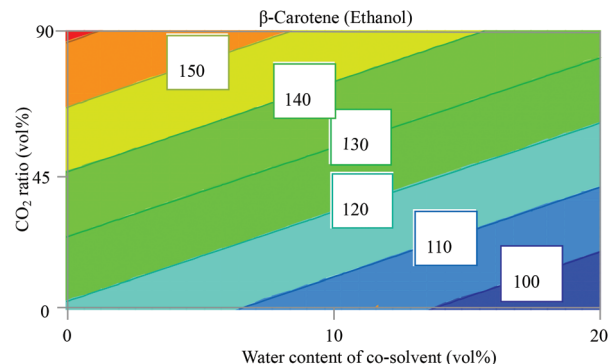 β-Carotene (Ethanol)
90
150
140
130
CO₂ ratio (vol%)
45
120
110
100
0
0 10 20
Water content of co-solvent (vol%)